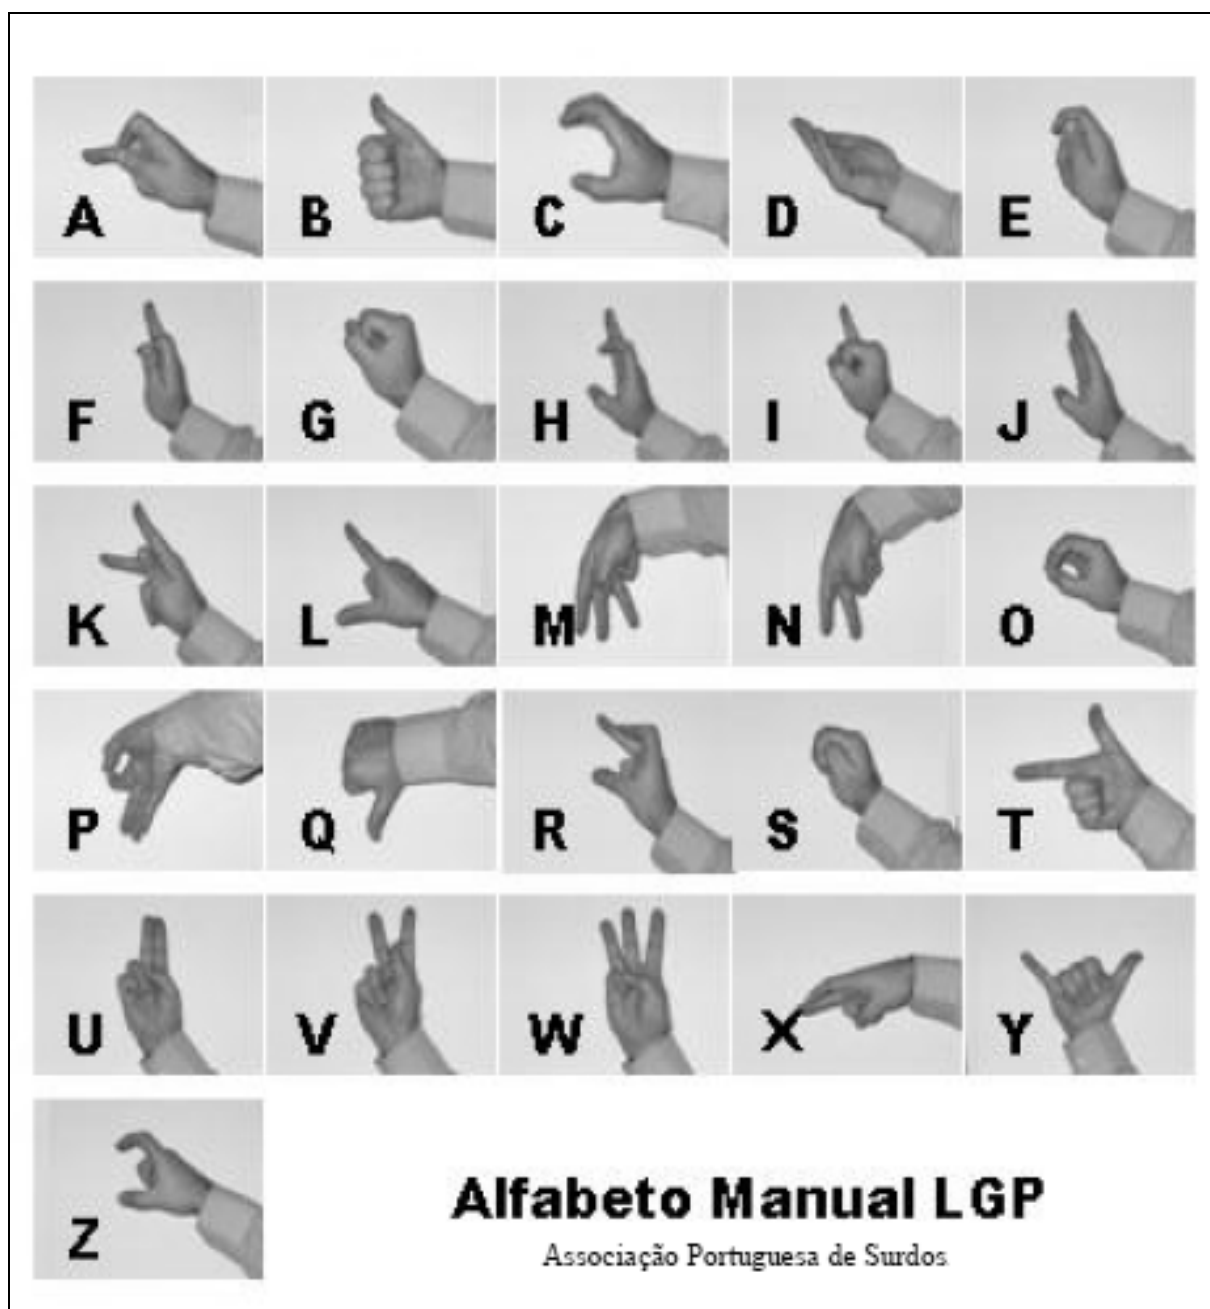 A B C D E
F G H I J
K L M N O
P Q R S T
U V W X Y
Z
Alfabeto Manual LGP
Associação Portuguesa de Surdos